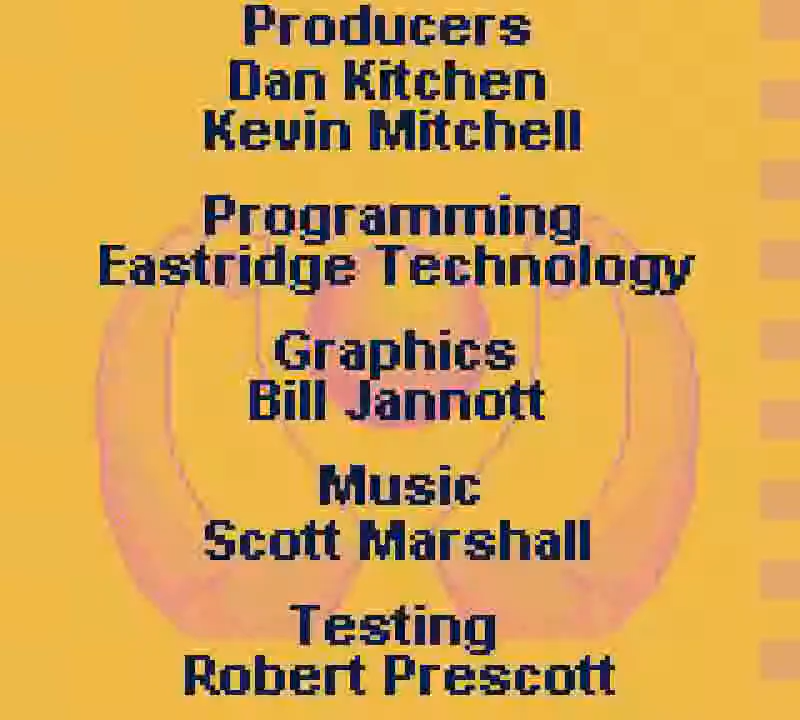 Producers
Dan Kitchen
Kevin Mitchell
Programming
Eastridge Technology
Graphics
Bill Jannott
Music
Scott Marshall
Testing
Robert Prescott